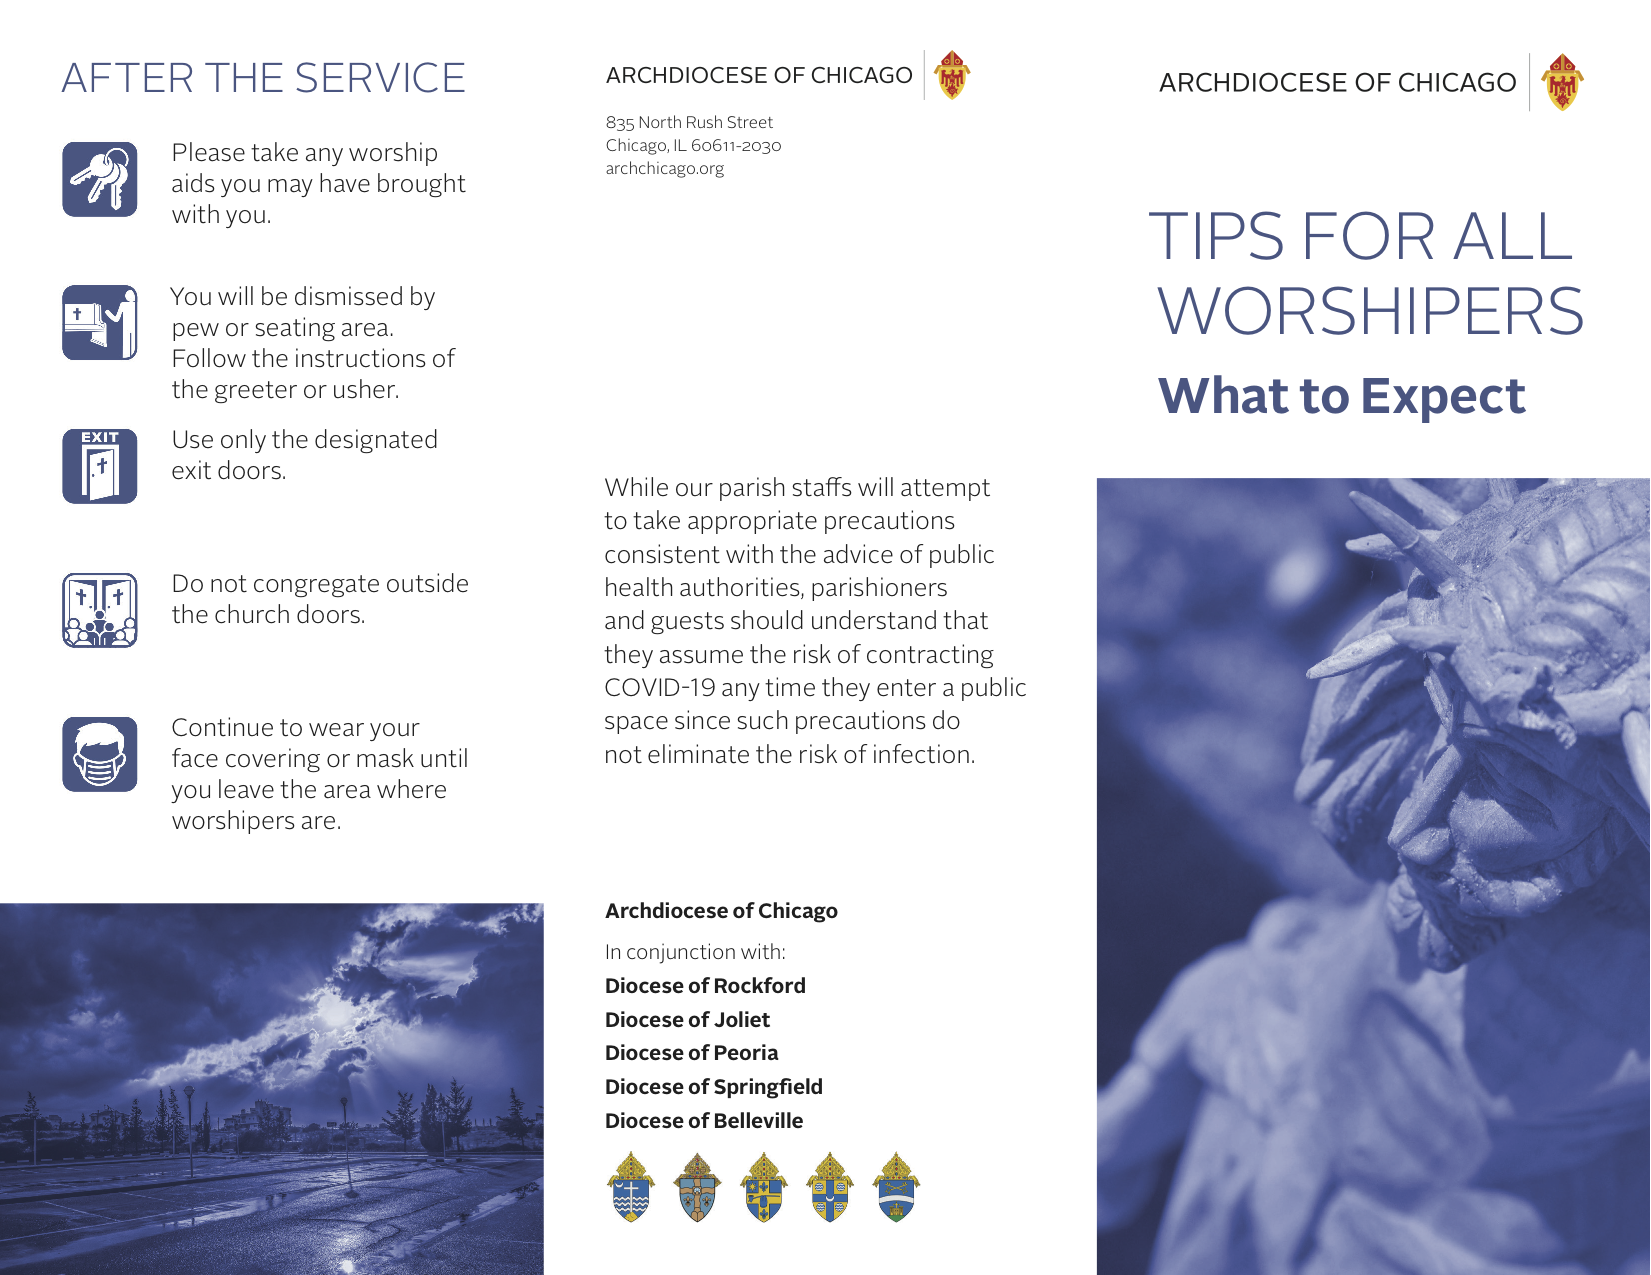 AFTER THE SERVICE
Please take any worship
aids you may have brought
with you.
You will be dismissed by
pew or seating area.
Follow the instructions of
the greeter or usher.
EXIT
Use only the designated
exit doors.
Do not congregate outside
the church doors.
Continue to wear your
face covering or mask until
you leave the area where
worshipers are.
ARCHDIOCESE OF CHICAGO
835 North Rush Street
Chicago, IL 60611-2030
archchicago.org
While our parish staffs will attempt
to take appropriate precautions
consistent with the advice of public
health authorities, parishioners
and guests should understand that
they assume the risk of contracting
COVID-19 any time they enter a public
space since such precautions do
not eliminate the risk of infection.
Archdiocese of Chicago
In conjunction with:
Diocese of Rockford
Diocese of Joliet
Diocese of Peoria
Diocese of Springfield
Diocese of Belleville
ARCHDIOCESE OF CHICAGO
TIPS FOR ALL
WORSHIPERS
What to Expect